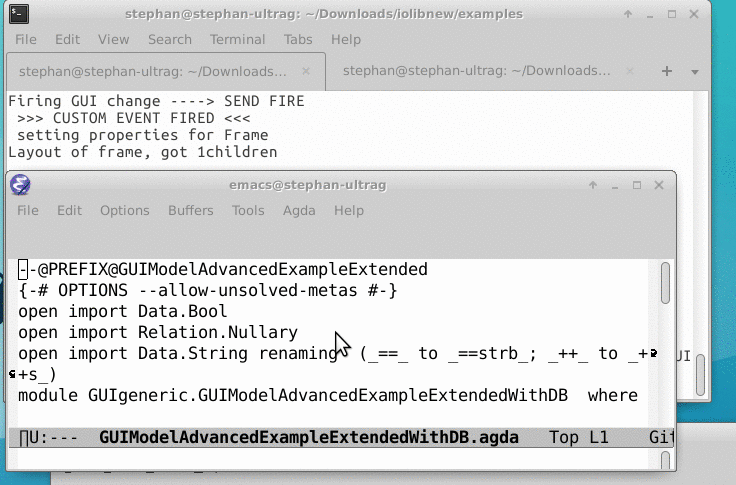 stephan@stephan-ultrag: ~/Downloads/iolibnew/examples
File Edit View Search Terminal Tabs Help
stephan@stephan-ultrag: ~/Downloads... × stephan@stephan-ultrag: ~/Downloads... × +
Firing GUI change ----> SEND FIRE
>>> CUSTOM EVENT FIRED <<<
setting properties for Frame
Layout of frame, got 1children
emacs@stephan-ultrag
File Edit Options Buffers Tools Agda Help
--@PREFIX@GUIModelAdvancedExampleExtended
{-# OPTIONS --allow-unsolved-metas #-}
open import Data.Bool
open import Relation.Nullary
open import Data.String renaming (_==_ to _==strb_; _++_ to _+
+s_)
UI
module GUIgeneric.GUIModelAdvancedExampleExtendedWithDB where
U:--- GUIModelAdvancedExampleExtendedWithDB.agda Top L1 Git